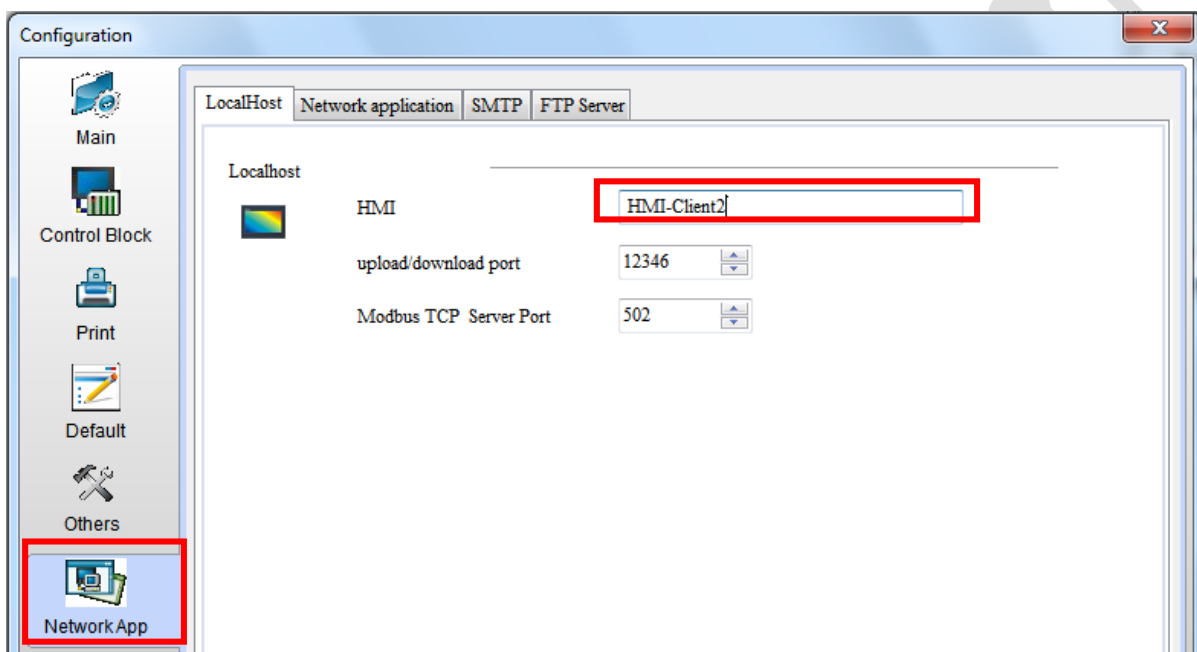 Configuration
Main
Control Block
Print
Default
Others
Network App
LocalHost Network application SMTP FTP Server
Localhost
HMI HMI-Client2
upload/download port 12346
Modbus TCP Server Port 502